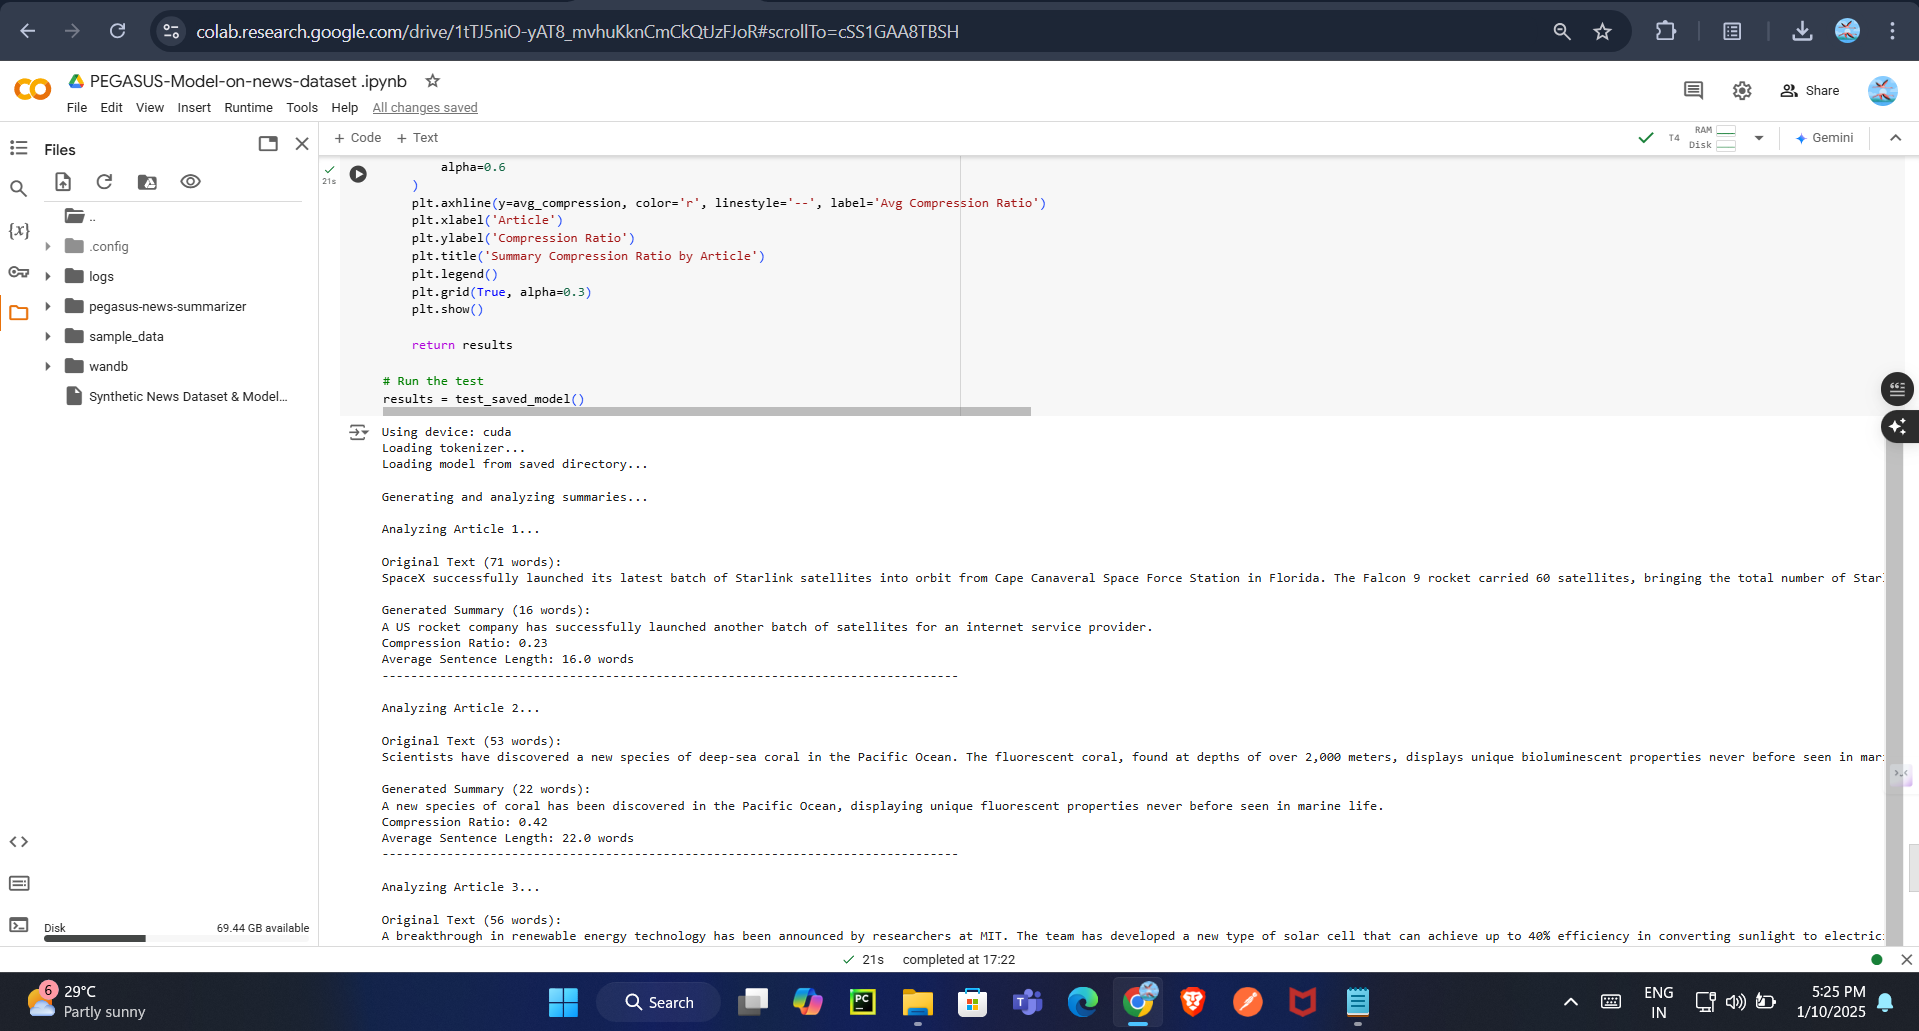 colab.research.google.com/drive/1tTJ5niO-yAT8_mvhuKknCmCkQtJzFJoR#scrollTo=cSS1GAA8TBSH
PEGASUS-Model-on-news-dataset .ipynb
File Edit View Insert Runtime Tools Help All changes saved
Share
Files
+ Code + Text
T4
RAM
Disk
Gemini
..
.config
logs
pegasus-news-summarizer
sample_data
wandb
Synthetic News Dataset & Model...
{x}
Disk
69.44 GB available
21s
alpha=0.6
)
plt.axhline(y=avg_compression, color='r', linestyle='--', label='Avg Compression Ratio')
plt.xlabel('Article')
plt.ylabel('Compression Ratio')
plt.title('Summary Compression Ratio by Article')
plt.legend()
plt.grid(True, alpha=0.3)
plt.show()
return results
# Run the test
results = test_saved_model()
Using device: cuda
Loading tokenizer...
Loading model from saved directory...
Generating and analyzing summaries...
Analyzing Article 1...
Original Text (71 words):
SpaceX successfully launched its latest batch of Starlink satellites into orbit from Cape Canaveral Space Force Station in Florida. The Falcon 9 rocket carried 60 satellites, bringing the total number of Star
Generated Summary (16 words):
A US rocket company has successfully launched another batch of satellites for an internet service provider.
Compression Ratio: 0.23
Average Sentence Length: 16.0 words
--------------------------------------------------------------------------------
Analyzing Article 2...
Original Text (53 words):
Scientists have discovered a new species of deep-sea coral in the Pacific Ocean. The fluorescent coral, found at depths of over 2,000 meters, displays unique bioluminescent properties never before seen in mar
Generated Summary (22 words):
A new species of coral has been discovered in the Pacific Ocean, displaying unique fluorescent properties never before seen in marine life.
Compression Ratio: 0.42
Average Sentence Length: 22.0 words
--------------------------------------------------------------------------------
Analyzing Article 3...
Original Text (56 words):
A breakthrough in renewable energy technology has been announced by researchers at MIT. The team has developed a new type of solar cell that can achieve up to 40% efficiency in converting sunlight to electric
21s completed at 17:22
6
29°C
Partly sunny
Search
PC
ENG
IN
5:25 PM
1/10/2025